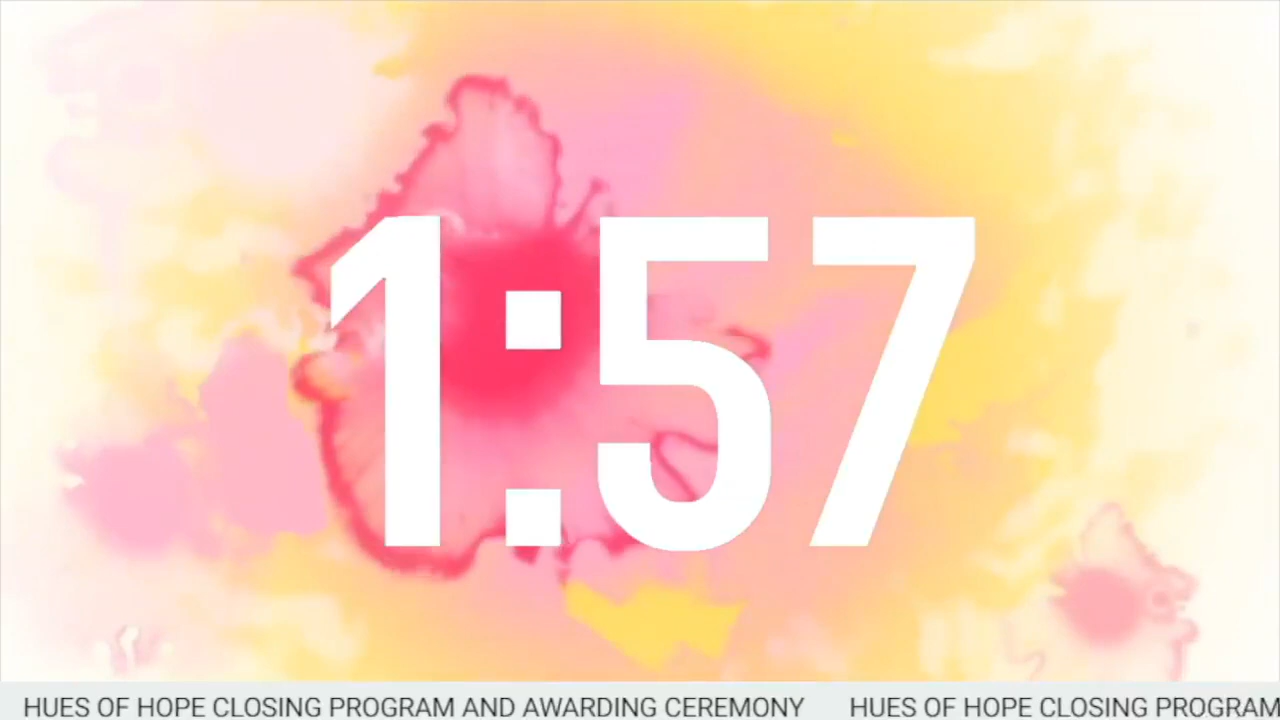 1:57
HUES OF HOPE CLOSING PROGRAM AND AWARDING CEREMONY HUES OF HOPE CLOSING PROGRAM